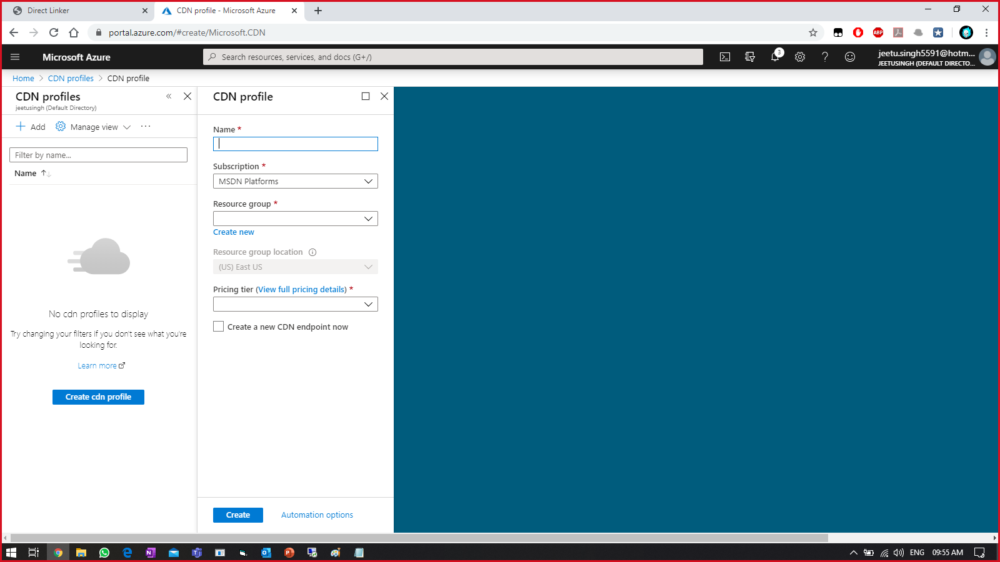 Direct Linker
CDN profile - Microsoft Azure
portal.azure.com/#create/Microsoft.CDN
ABP
Microsoft Azure
Search resources, services, and docs (G+/)
3
jeetu.singh5591@hotm...
JEETUSINGH (DEFAULT DIRECTO...
Home > CDN profiles > CDN profile
CDN profiles
jeetusingh (Default Directory)
Add
Manage view
Filter by name...
Name
No cdn profiles to display
Try changing your filters if you don't see what you're
looking for.
Learn more
Create cdn profile
CDN profile
Name *
Subscription *
MSDN Platforms
Resource group *
Create new
Resource group location
(US) East US
Pricing tier (View full pricing details) *
Create a new CDN endpoint now
Create
Automation options
ENG
09:55 AM